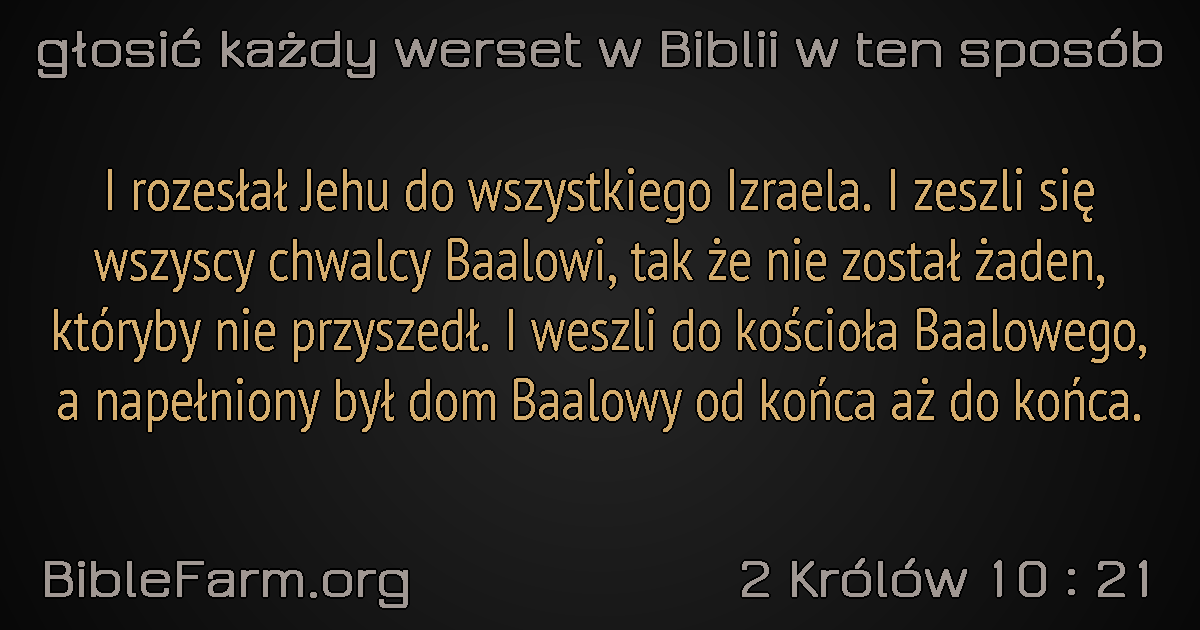 głosić każdy werset w Biblii w ten sposób
I rozesłał Jehu do wszystkiego Izraela. I zeszli się
wszyscy chwalcy Baalowi, tak że nie został żaden,
któryby nie przyszedł. I weszli do kościoła Baalowego,
a napełniony był dom Baalowy od końca aż do końca.
BibleFarm.org
2 Królów 10 : 21